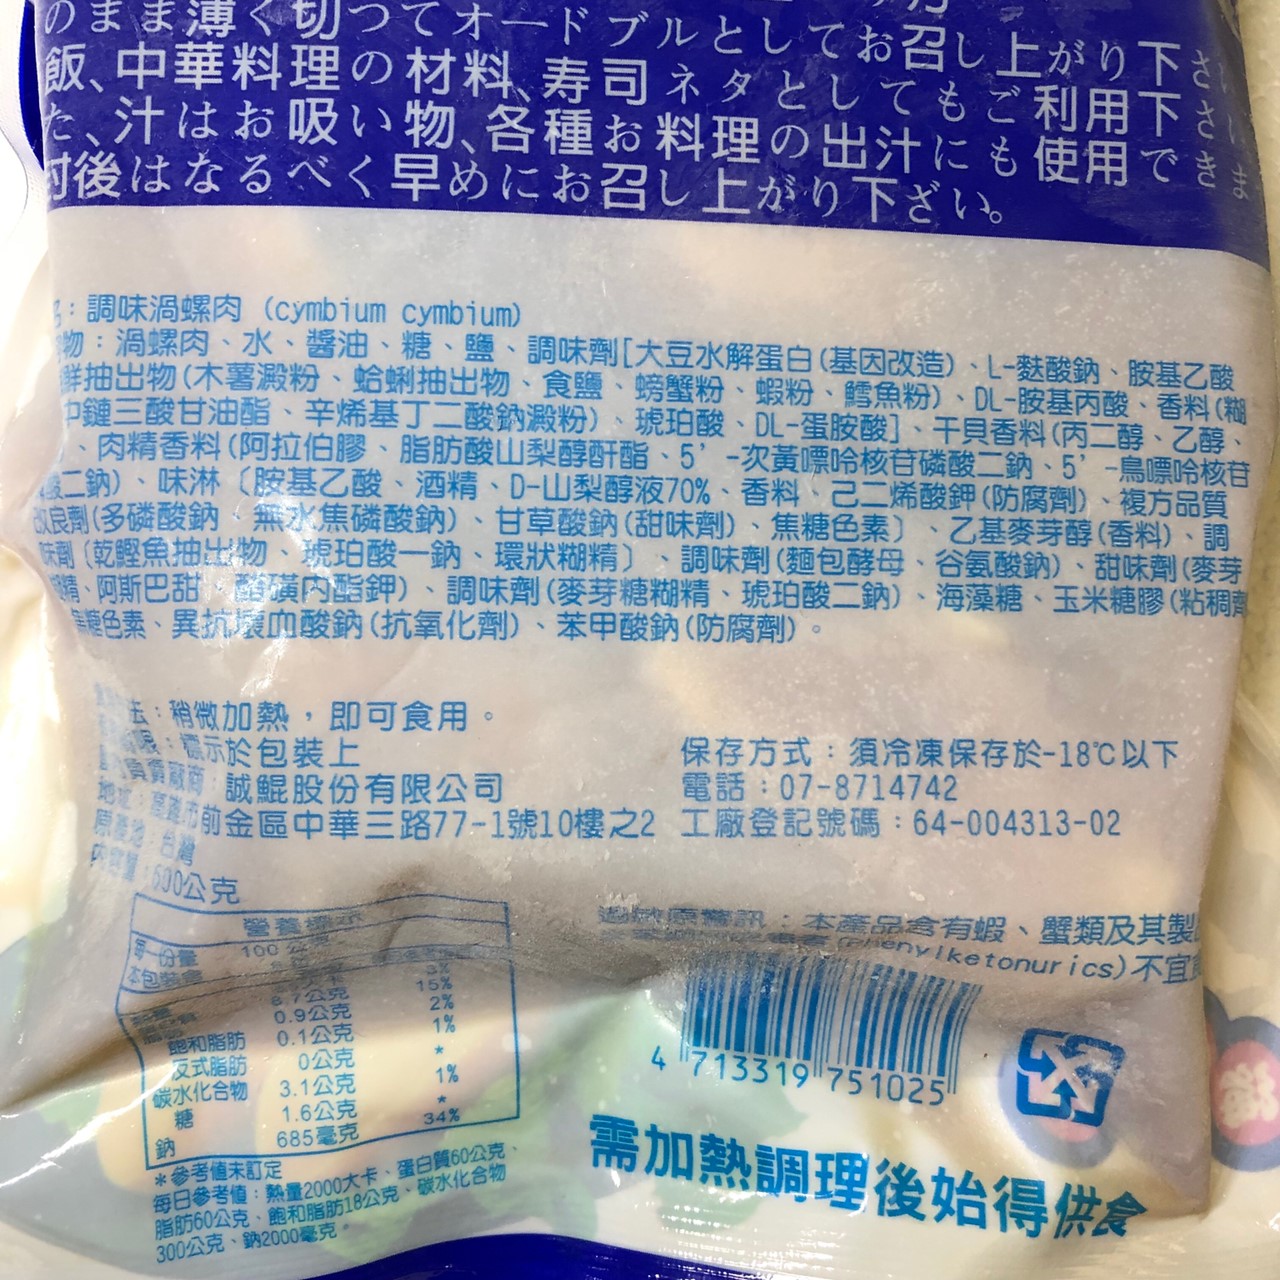 のまま薄く切つてオードブルとしてお召し上がり下さい
飯、中華料理の材料、寿司ネタとしてもご利用下さい
た、汁はお吸い物、各種お料理の出汁にも使用できま
封後はなるべく早めにお召し上がり下ざい。
名：調味渦螺肉（cymbium cymbium）
物：渦螺肉、水、醬油、糖、鹽、調味劑[大豆水解蛋白(基因改造)、L-麩酸鈉、胺基乙酸
鮮抽出物(木薯澱粉、蛤蜊抽出物、食鹽、螃蟹粉、蝦粉、鱈魚粉)、DL-胺基丙酸、香料(糊
中鏈三酸甘油酯、辛烯基丁二酸鈉澱粉)、琥珀酸、DL-蛋胺酸]、干貝香料(丙二醇、乙醇、
、肉精香料(阿拉伯膠、脂肪酸山梨醇酐酯、5’-次黃嘌呤核苷磷酸二鈉、5’-鳥嘌呤核苷
酸二鈉)、味淋〔胺基乙酸、酒精、D-山梨醇液70%、香料、己二烯酸鉀(防腐劑)、複方品質
改良劑(多磷酸鈉、無水焦磷酸鈉)、甘草酸鈉(甜味劑)、焦糖色素〕、乙基麥芽醇(香料)、調
味劑〔乾鰹魚抽出物、琥珀酸一鈉、環狀糊精〕、調味劑(麵包酵母、谷氨酸鈉)、甜味劑(麥芽
糊精、阿斯巴甜、醋磺內酯鉀)、調味劑(麥芽糖糊精、琥珀酸二鈉)、海藻糖、玉米糖膠(粘稠劑
焦糖色素、異抗壞血酸鈉(抗氧化劑)、苯甲酸鈉(防腐劑)。
法：稍微加熱，即可食用。
限：標示於包裝上
負責廠商：誠鯤股份有限公司
地址：高雄市前金區中華三路77-1號10樓之2
原產地：台灣
內容量：600公克
保存方式：須冷凍保存於-18℃以下
電話：07-8714742
工廠登記號碼：64-004313-02
營養標示
每一份量 100公克
本包裝含
3%
8.7公克 15%
0.9公克 2%
飽和脂肪 0.1公克 1%
反式脂肪 0公克 *
碳水化合物 3.1公克 1%
糖 1.6公克 *
鈉 685毫克 34%
*參考值未訂定
每日參考值：熱量2000大卡、蛋白質60公克、
脂肪60公克、飽和脂肪18公克、碳水化合物
300公克、鈉2000毫克。
過敏原資訊：本產品含有蝦、蟹類及其製
(phenylketonurics)不宜食
4 713319 751025
需加熱調理後始得供食